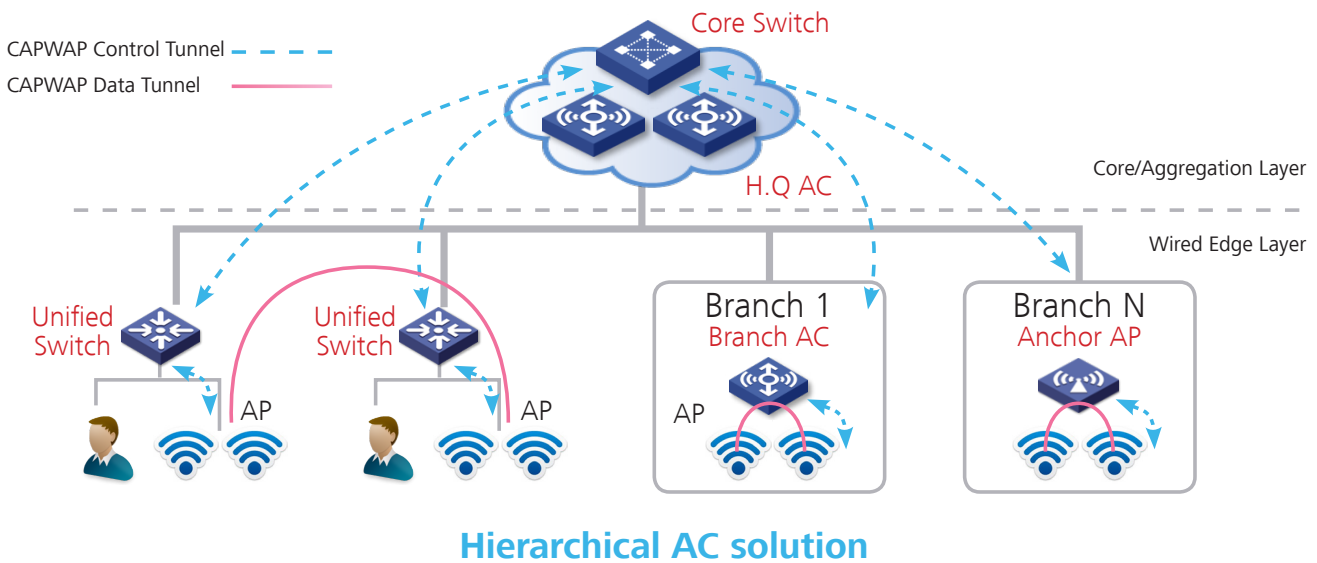 Core Switch
CAPWAP Control Tunnel
CAPWAP Data Tunnel
H.Q AC
Core/Aggregation Layer
Wired Edge Layer
Unified
Switch
AP
Unified
Switch
AP
Branch 1
Branch AC
AP
Branch N
Anchor AP
Hierarchical AC solution